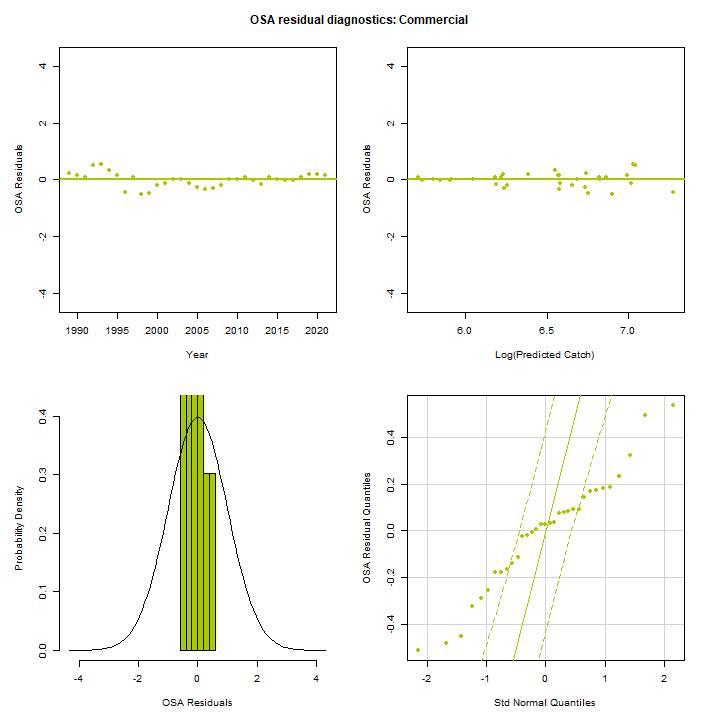 OSA residual diagnostics: Commercial
OSA Residuals
4
2
0
-2
-4
1990 1995 2000 2005 2010 2015 2020
Year
OSA Residuals
4
2
0
-2
-4
6.0 6.5 7.0
Log(Predicted Catch)
Probability Density
0.4
0.3
0.2
0.1
0.0
-4 -2 0 2 4
OSA Residuals
OSA Residual Quantiles
0.4
0.2
0.0
-0.2
-0.4
-2 -1 0 1 2
Std Normal Quantiles